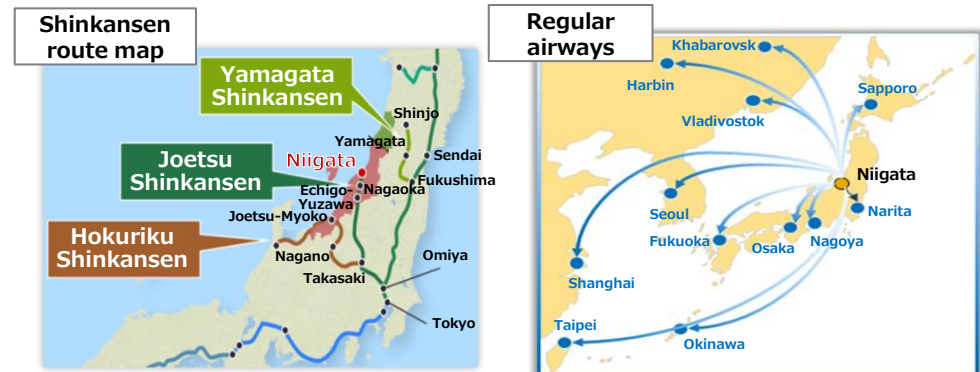 Shinkansen
route map
Yamagata
Shinkansen
Shinjo
Yamagata
Joetsu
Shinkansen
Niigata
Sendai
Echigo-
Yuzawa
Nagaoka
Fukushima
Joetsu-Myoko
Hokuriku
Shinkansen
Nagano
Takasaki
Omiya
Tokyo
Regular
airways
Khabarovsk
Harbin
Sapporo
Vladivostok
Niigata
Seoul
Narita
Fukuoka
Osaka
Nagoya
Shanghai
Taipei
Okinawa